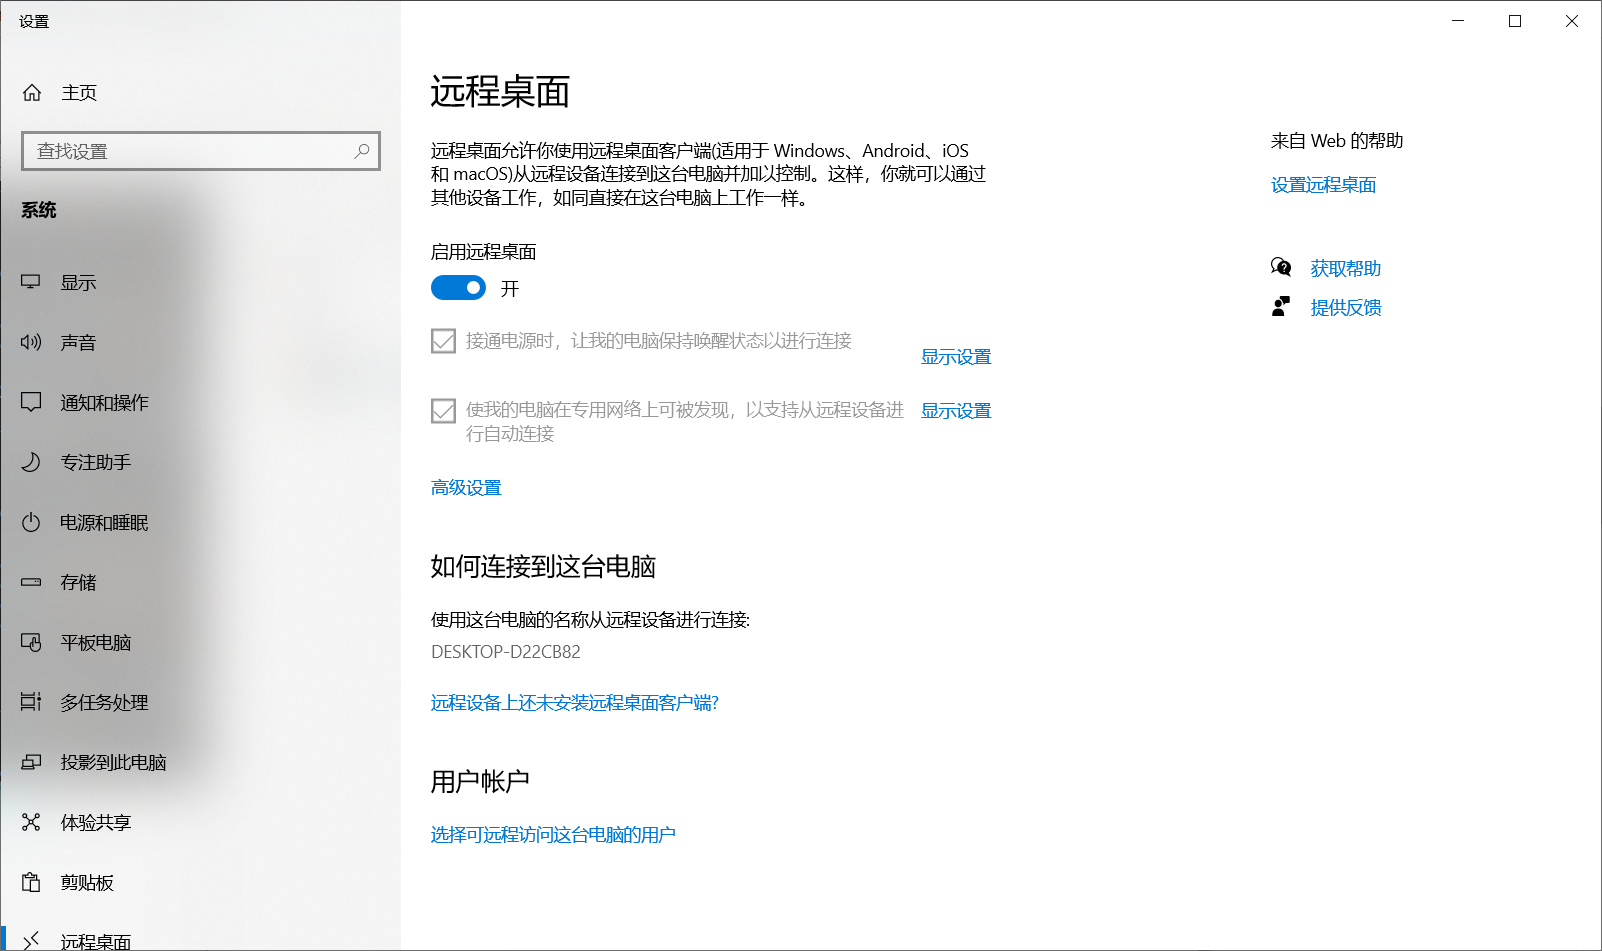 设置
主页
查找设置
系统
显示
声音
通知和操作
专注助手
电源和睡眠
存储
平板电脑
多任务处理
投影到此电脑
体验共享
剪贴板
远程桌面
远程桌面
远程桌面允许你使用远程桌面客户端(适用于 Windows、Android、iOS
和 macOS)从远程设备连接到这台电脑并加以控制。这样，你就可以通过
其他设备工作，如同直接在这台电脑上工作一样。
启用远程桌面
开
接通电源时，让我的电脑保持唤醒状态以进行连接
显示设置
使我的电脑在专用网络上可被发现，以支持从远程设备进
行自动连接
显示设置
高级设置
如何连接到这台电脑
使用这台电脑的名称从远程设备进行连接:
DESKTOP-D22CB82
远程设备上还未安装远程桌面客户端?
用户帐户
选择可远程访问这台电脑的用户
来自 Web 的帮助
设置远程桌面
获取帮助
提供反馈